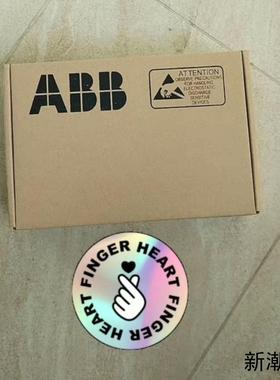 ABB
ATTENTION
OBSERVE PRECAUTIONS
FOR HANDLING
ELECTROSTATIC
DISCHARGE
SENSITIVE
DEVICES
FINGER HEART FINGER HEART
新潮